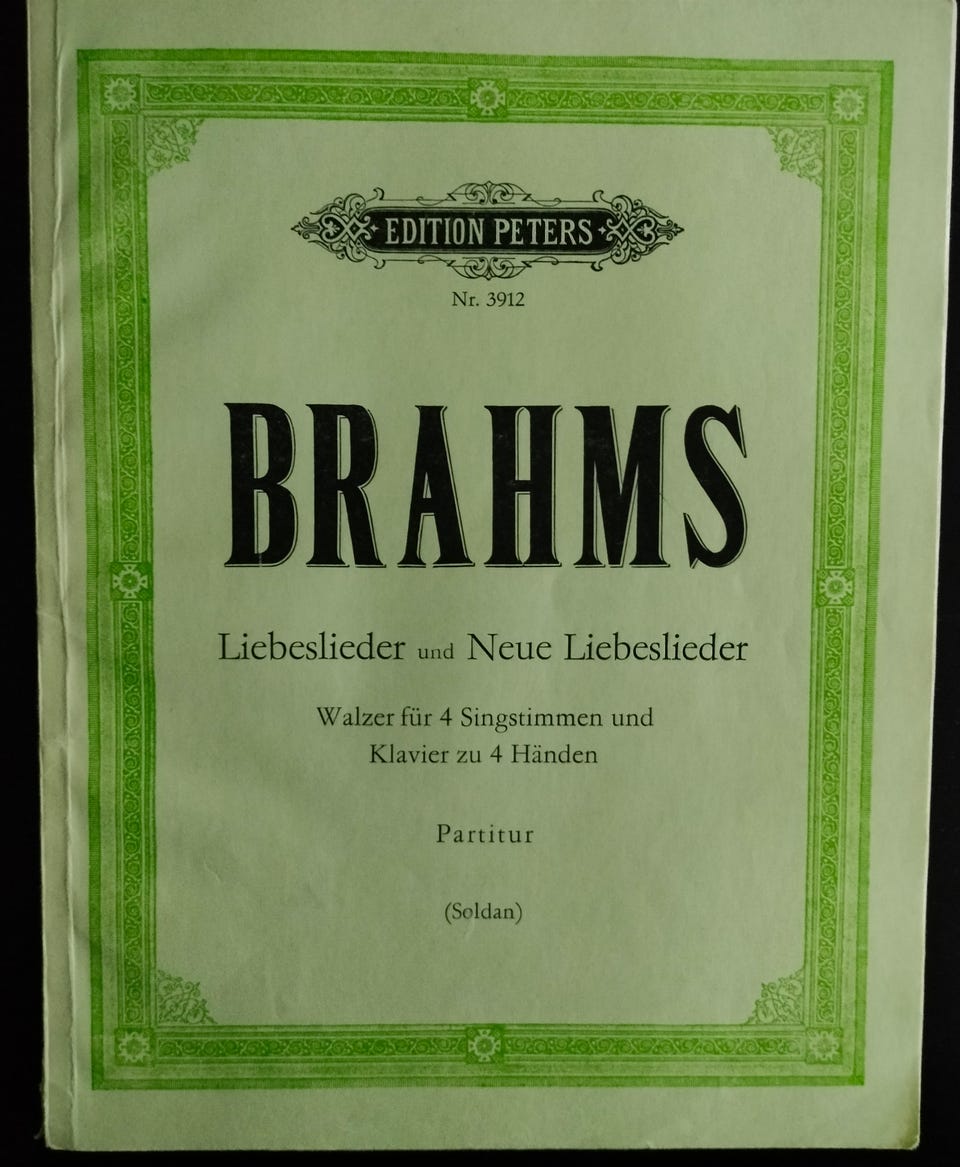 EDITION PETERS
Nr. 3912
BRAHMS
Liebeslieder und Neue Liebeslieder
Walzer für 4 Singstimmen und
Klavier zu 4 Händen
Partitur
(Soldan)